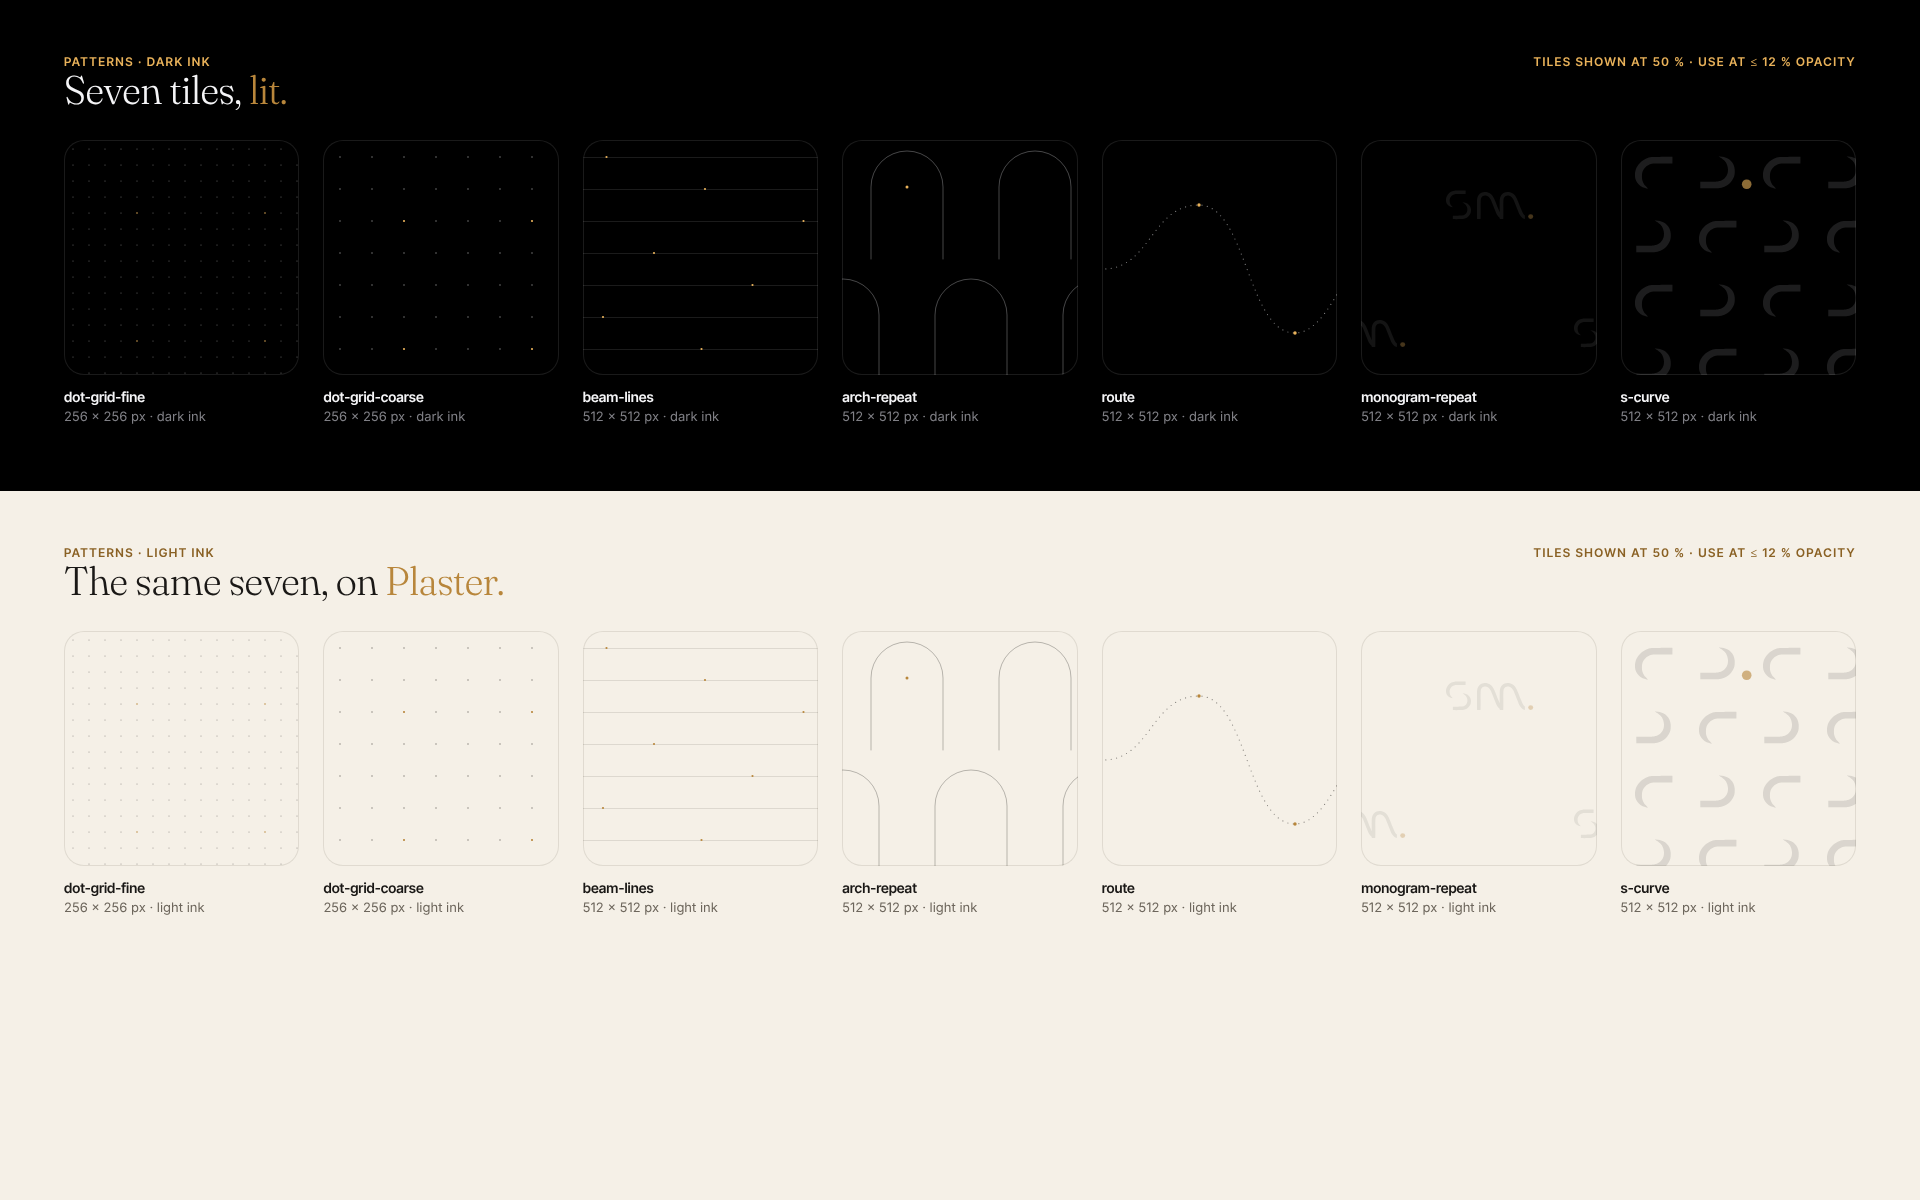 PATTERNS · DARK INK
TILES SHOWN AT 50 % · USE AT ≤ 12 % OPACITY
Seven tiles, lit.
sm.
m.
s
dot-grid-fine
256 × 256 px · dark ink
dot-grid-coarse
256 × 256 px · dark ink
beam-lines
512 × 512 px · dark ink
arch-repeat
512 × 512 px · dark ink
route
512 × 512 px · dark ink
monogram-repeat
512 × 512 px · dark ink
s-curve
512 × 512 px · dark ink
PATTERNS · LIGHT INK
TILES SHOWN AT 50 % · USE AT ≤ 12 % OPACITY
The same seven, on Plaster.
sm.
m.
s
dot-grid-fine
256 × 256 px · light ink
dot-grid-coarse
256 × 256 px · light ink
beam-lines
512 × 512 px · light ink
arch-repeat
512 × 512 px · light ink
route
512 × 512 px · light ink
monogram-repeat
512 × 512 px · light ink
s-curve
512 × 512 px · light ink